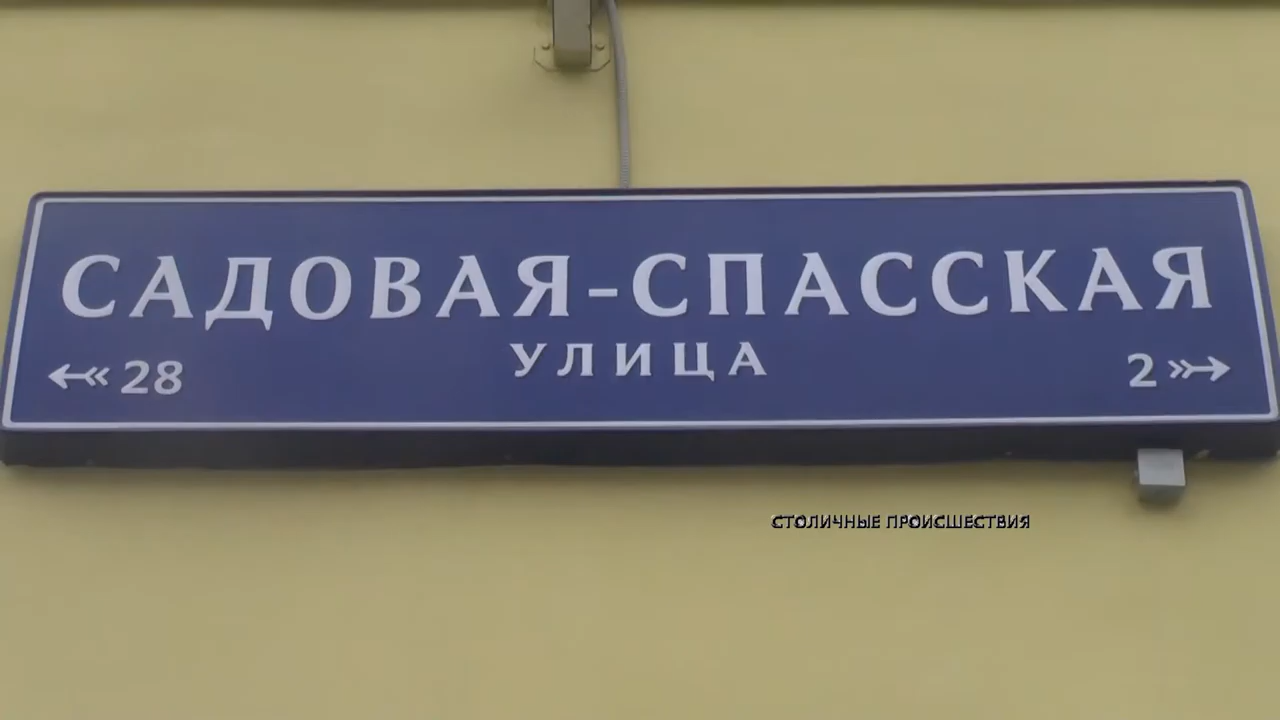 САДОВАЯ-СПАССКАЯ
УЛИЦА
28 2
СТОЛИЧНЫЕ ПРОИСШЕСТВИЯ